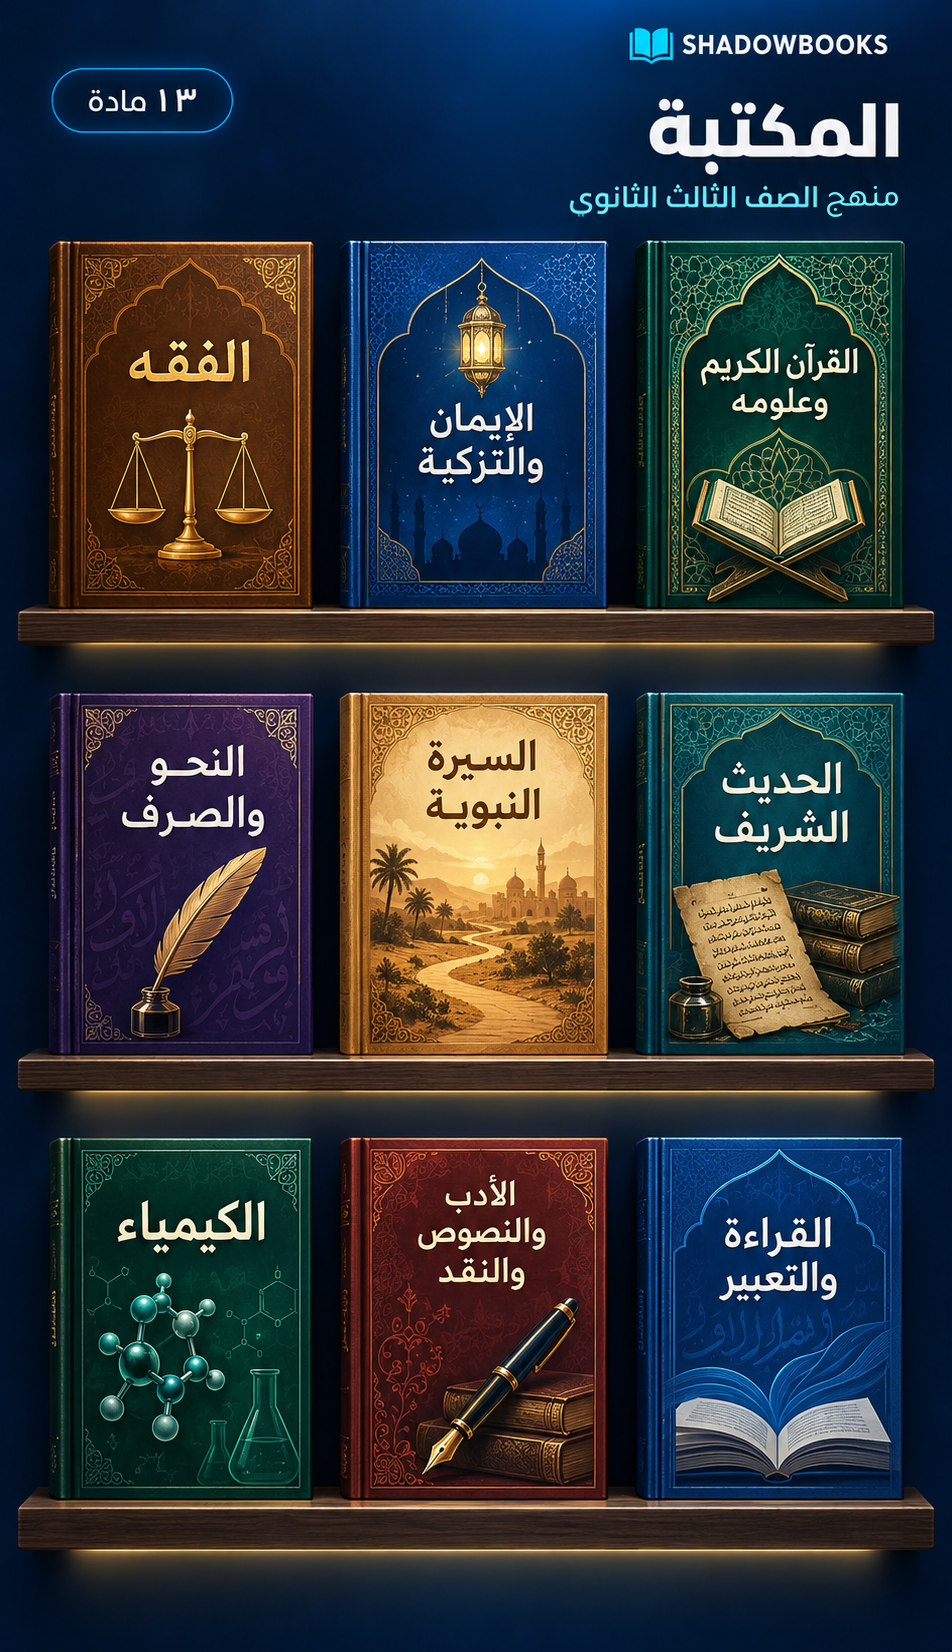 SHADOWBOOKS
١٣ مادة
المكتبة
منهج الصف الثالث الثانوي
القرآن الكريم
وعلومه
الإيمان
والتزكية
الفقه
الحديث
الشريف
السيرة
النبوية
النحو
والصرف
القراءة
والتعبير
الأدب
والنصوص
والنقد
الكيمياء